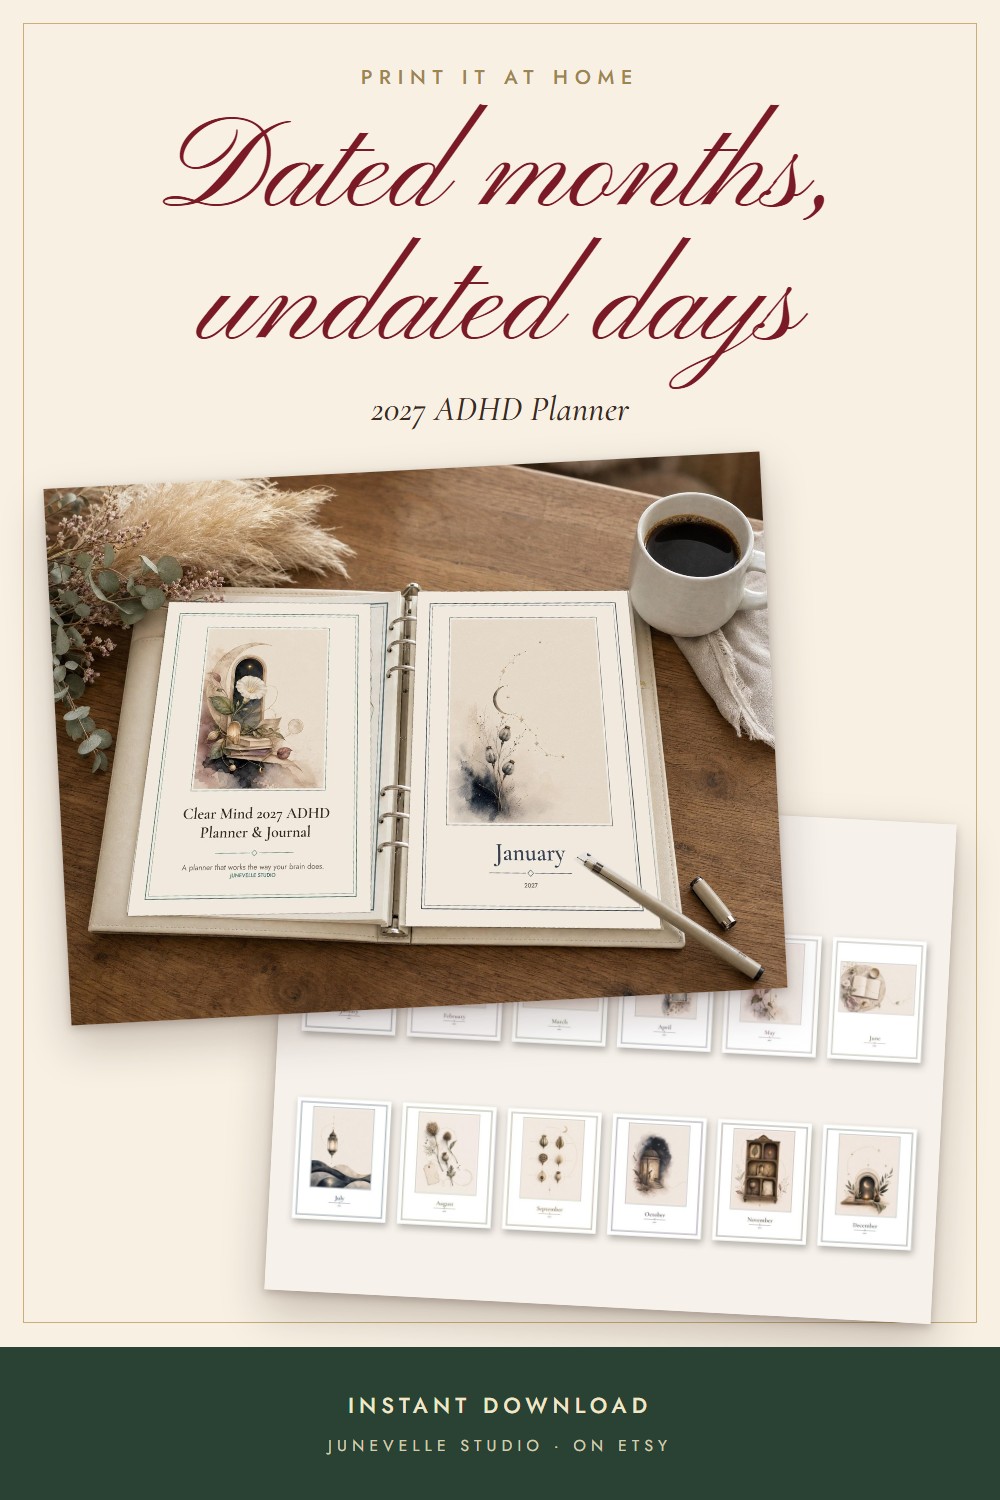 PRINT IT AT HOME
Dated months,
undated days
2027 ADHD Planner
Clear Mind 2027 ADHD
Planner & Journal
A planner that works the way your brain does.
JUNEVELLE STUDIO
January
2027
February
March
April
May
June
July
August
September
October
November
December
INSTANT DOWNLOAD
JUNEVELLE STUDIO · ON ETSY